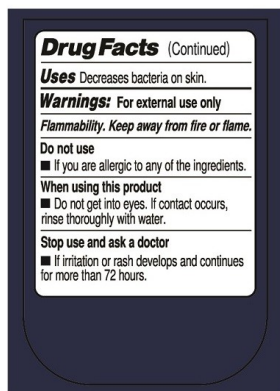 Drug Facts (Continued)
Uses Decreases bacteria on skin.
Warnings: For external use only
Flammability. Keep away from fire or flame.
Do not use
■ If you are allergic to any of the ingredients.
When using this product
■ Do not get into eyes. If contact occurs,
rinse thoroughly with water.
Stop use and ask a doctor
■ If irritation or rash develops and continues
for more than 72 hours.